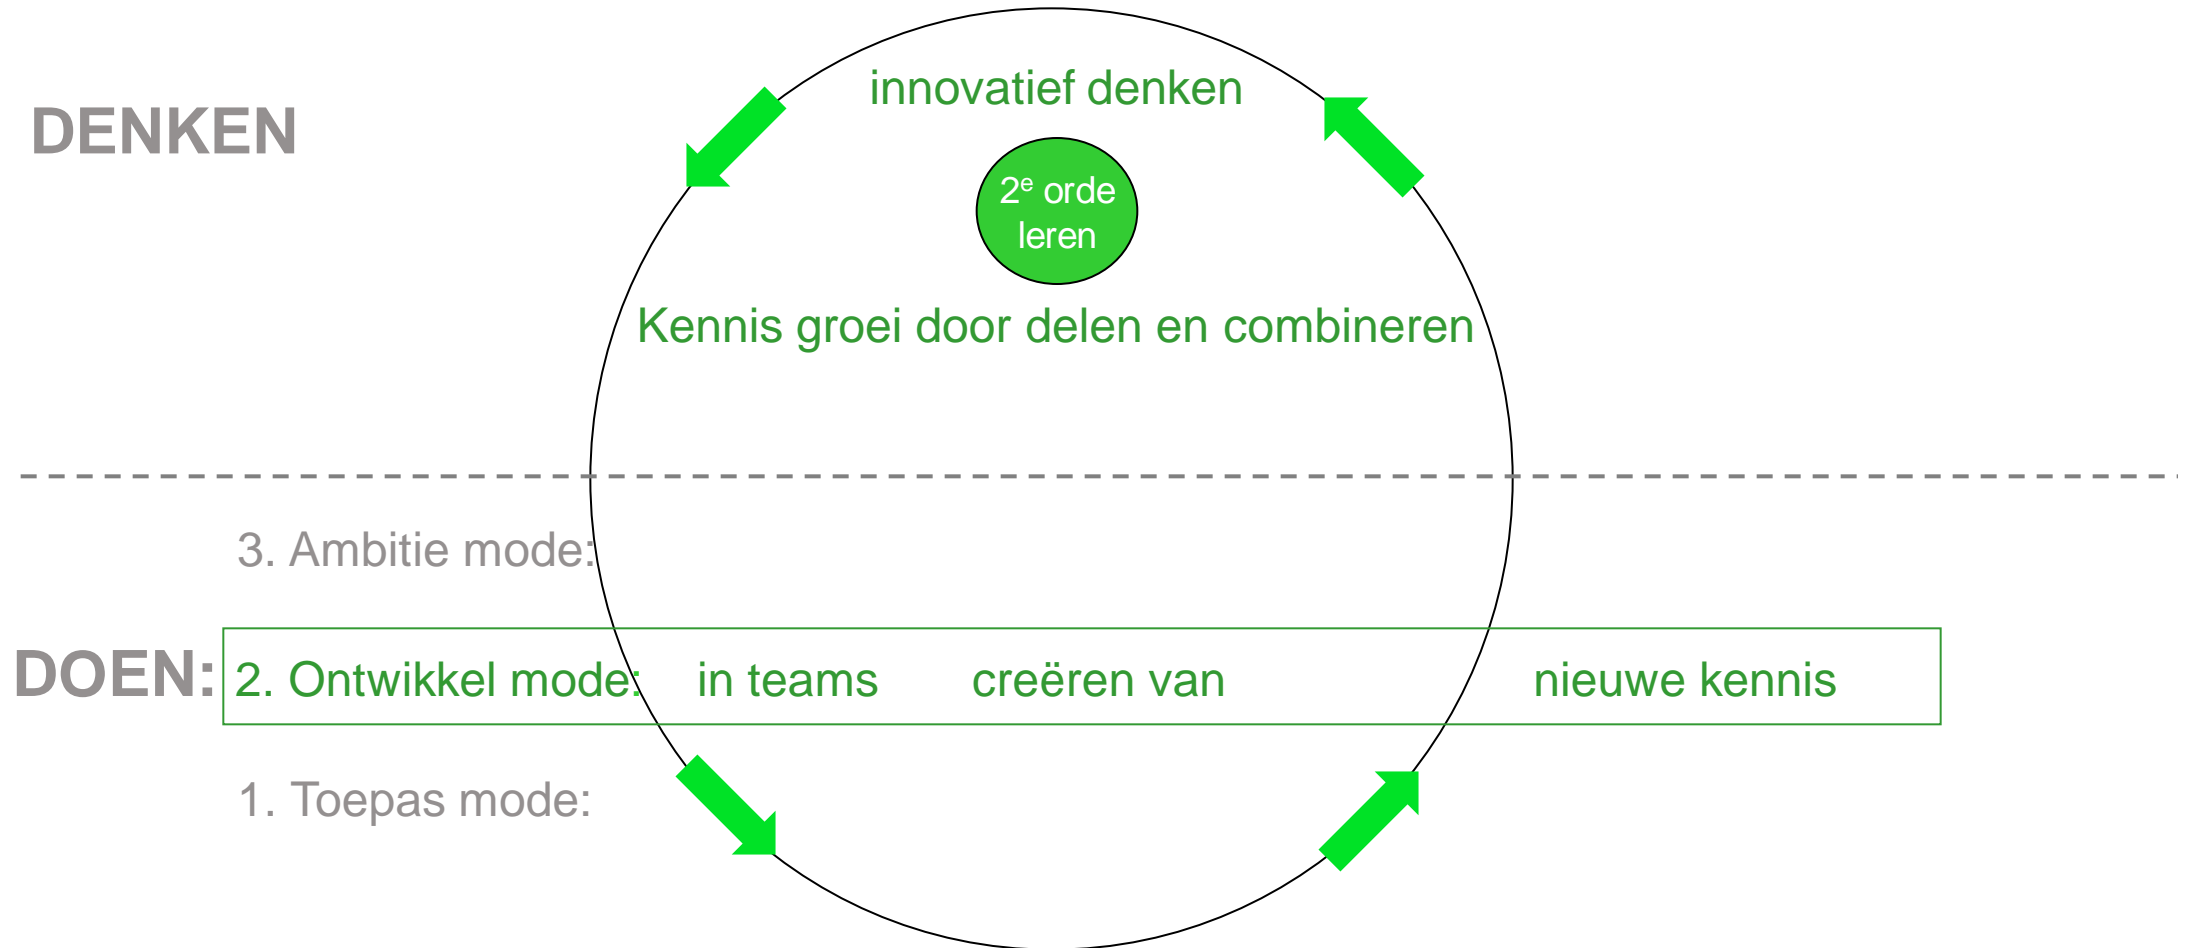 innovatief denken
DENKEN
2e orde
leren
Kennis groei door delen en combineren
3. Ambitie mode:
DOEN: 2. Ontwikkel mode: in teams creëren van nieuwe kennis
1. Toepas mode: